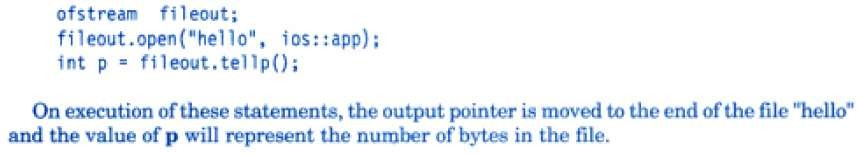 ofstream fileout;
fileout.open("hello", ios::app);
int p = fileout.tellp();
On execution of these statements, the output pointer is moved to the end of the file "hello"
and the value of p will represent the number of bytes in the file.